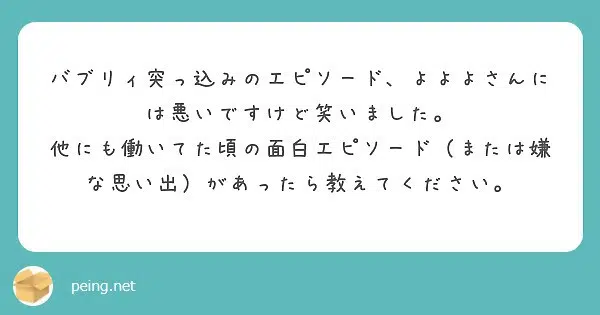 バブリィ突っ込みのエピソード、よよよさんに
は悪いですけど笑いました。
他にも働いてた頃の面白エピソード（または嫌
な思い出）があったら教えてください。
peing.net